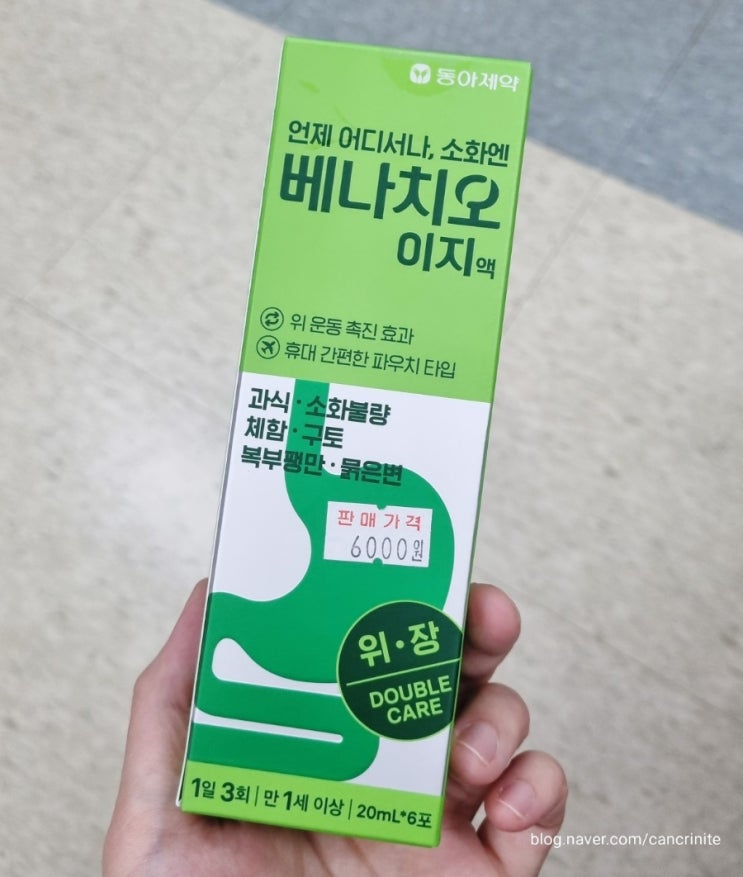 동아제약
언제 어디서나, 소화엔
베나치오
이지액
위 운동 촉진 효과
휴대 간편한 파우치 타입
과식·소화불량
체함·구토
복부팽만·묽은변
판매가격
6000원
위·장
DOUBLE
CARE
1일 3회 | 만 1세 이상 | 20mL*6포
blog.naver.com/cancrinite